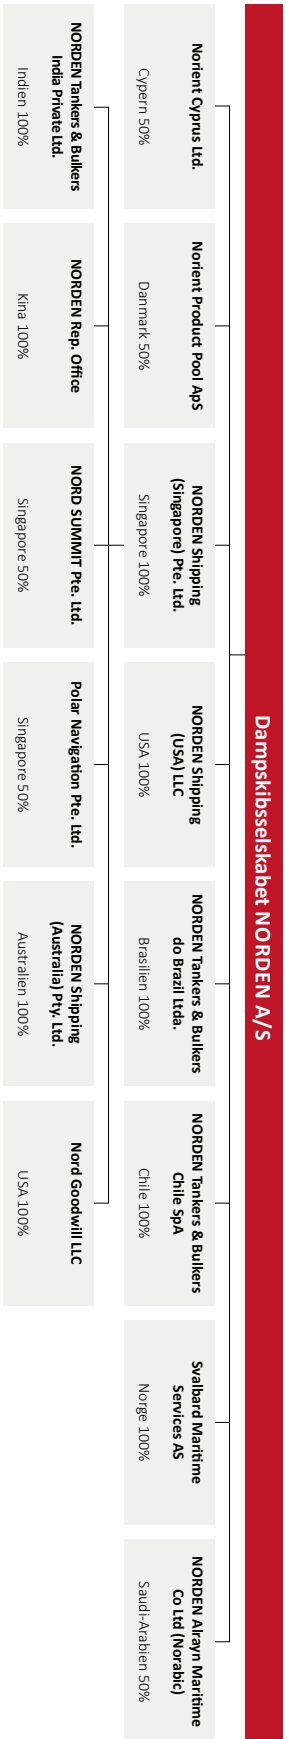 Dampskibsselskabet NORDEN A/S
Norient Cyprus Ltd.
Cypern 50%
Norient Product Pool ApS
Danmark 50%
NORDEN Shipping
(Singapore) Pte. Ltd.
Singapore 100%
NORDEN Shipping
(USA) LLC
USA 100%
NORDEN Tankers & Bulkers
do Brazil Ltda.
Brasilien 100%
NORDEN Tankers & Bulkers
Chile SpA
Chile 100%
Svalbard Maritime
Services AS
Norge 100%
NORDEN Alrayn Maritime
Co Ltd (Norabic)
Saudi-Arabien 50%
NORDEN Tankers & Bulkers
India Private Ltd.
Indien 100%
NORDEN Rep. Office
Kina 100%
NORD SUMMIT Pte. Ltd.
Singapore 50%
Polar Navigation Pte. Ltd.
Singapore 50%
NORDEN Shipping
(Australia) Pty. Ltd.
Australien 100%
Nord Goodwill LLC
USA 100%